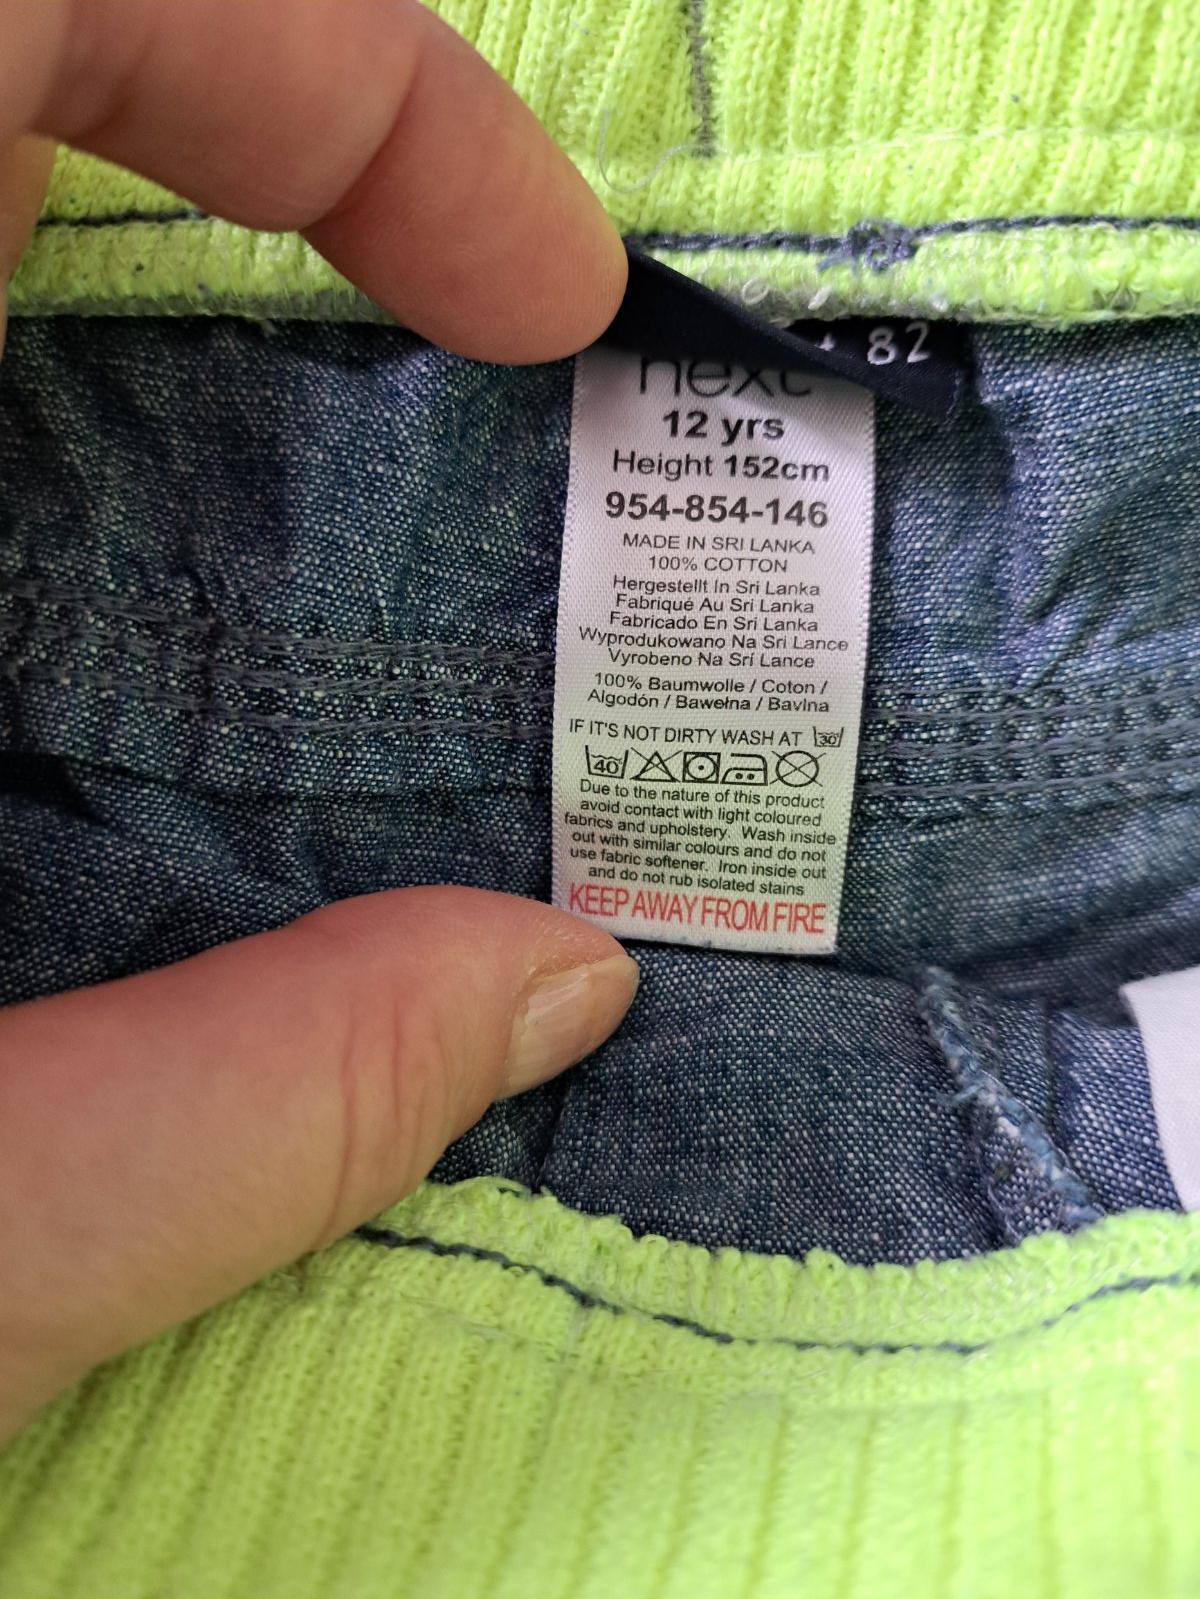 82
next
12 yrs
Height 152cm
954-854-146
MADE IN SRI LANKA
100% COTTON
Hergestellt In Sri Lanka
Fabriqué Au Sri Lanka
Fabricado En Sri Lanka
Wyprodukowano Na Sri Lance
Vyrobeno Na Srí Lance
100% Baumwolle / Coton /
Algodón / Bawełna / Bavlna
IF IT'S NOT DIRTY WASH AT 30
40
Due to the nature of this product
avoid contact with light coloured
fabrics and upholstery. Wash inside
out with similar colours and do not
use fabric softener. Iron inside out
and do not rub isolated stains
KEEP AWAY FROM FIRE